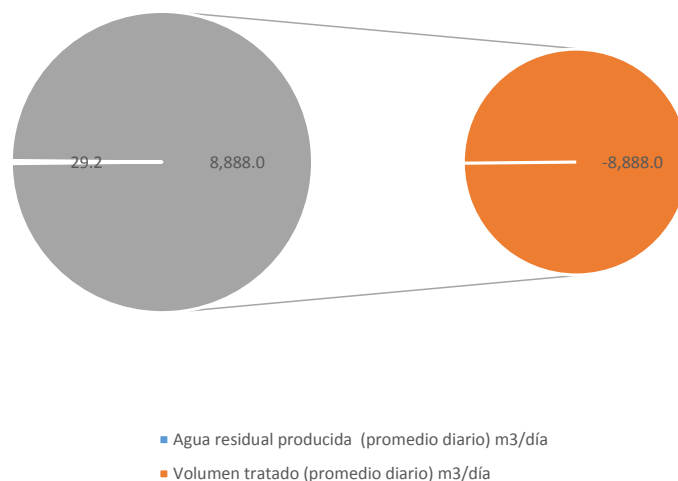 29.2
8,888.0
-8,888.0
Agua residual producida (promedio diario) m3/día
Volumen tratado (promedio diario) m3/día